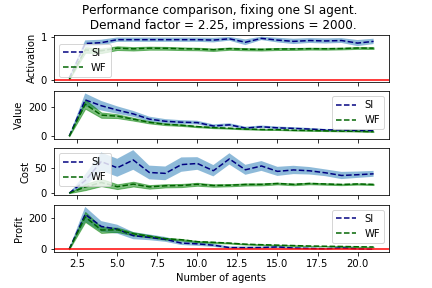 Performance comparison, fixing one SI agent.
Demand factor = 2.25, impressions = 2000.
Activation
1
0
SI
WF
Value
200
0
SI
WF
Cost
50
0
SI
WF
Profit
200
0
SI
WF
2.5 5.0 7.5 10.0 12.5 15.0 17.5 20.0
Number of agents